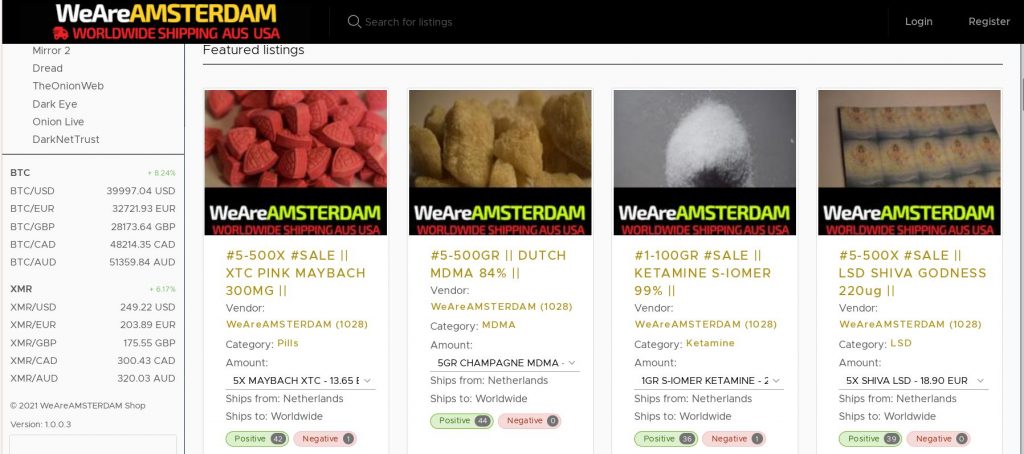 WeAreAMSTERDAM
WORLDWIDE SHIPPING AUS USA
Search for listings
Login
Register
Mirror 2
Dread
TheOnionWeb
Dark Eye
Onion Live
DarkNetTrust
BTC + 8.24%
BTC/USD 39997.04 USD
BTC/EUR 32721.93 EUR
BTC/GBP 28173.64 GBP
BTC/CAD 48214.35 CAD
BTC/AUD 51359.84 AUD
XMR + 6.17%
XMR/USD 249.22 USD
XMR/EUR 203.89 EUR
XMR/GBP 175.55 GBP
XMR/CAD 300.43 CAD
XMR/AUD 320.03 AUD
© 2021 WeAreAMSTERDAM Shop
Version: 1.0.0.3
Featured listings
WeAreAMSTERDAM
WORLDWIDE SHIPPING AUS USA
#5-500X #SALE ||
XTC PINK MAYBACH
300MG ||
Vendor:
WeAreAMSTERDAM (1028)
Category: Pills
Amount:
5X MAYBACH XTC - 13.65 E
Ships from: Netherlands
Ships to: Worldwide
Positive 42 Negative 1
WeAreAMSTERDAM
WORLDWIDE SHIPPING AUS USA
#5-500GR || DUTCH
MDMA 84% ||
Vendor:
WeAreAMSTERDAM (1028)
Category: MDMA
Amount:
5GR CHAMPAGNE MDMA -
Ships from: Netherlands
Ships to: Worldwide
Positive 44 Negative 0
WeAreAMSTERDAM
WORLDWIDE SHIPPING AUS USA
#1-100GR #SALE ||
KETAMINE S-IOMER
99% ||
Vendor:
WeAreAMSTERDAM (1028)
Category: Ketamine
Amount:
1GR S-IOMER KETAMINE - 2
Ships from: Netherlands
Ships to: Worldwide
Positive 36 Negative 1
WeAreAMSTERDAM
WORLDWIDE SHIPPING AUS USA
#5-500X #SALE ||
LSD SHIVA GODNESS
220ug ||
Vendor:
WeAreAMSTERDAM (1028)
Category: LSD
Amount:
5X SHIVA LSD - 18.90 EUR
Ships from: Netherlands
Ships to: Worldwide
Positive 39 Negative 0